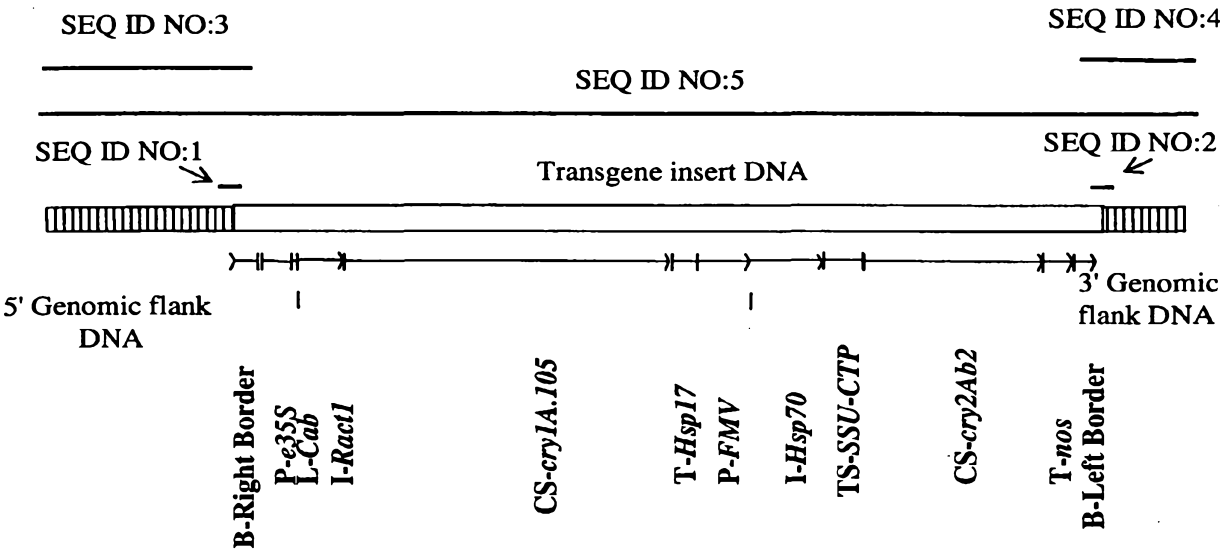 SEQ ID NO:3
SEQ ID NO:4
SEQ ID NO:5
SEQ ID NO:1
SEQ ID NO:2
Transgene insert DNA
5' Genomic flank
DNA
3' Genomic
flank DNA
B-Right Border
P-e35S
L-Cab
I-Ract1
CS-cry1A.105
T-Hsp17
P-FMV
I-Hsp70
TS-SSU-CTP
CS-cry2Ab2
T-nos
B-Left Border